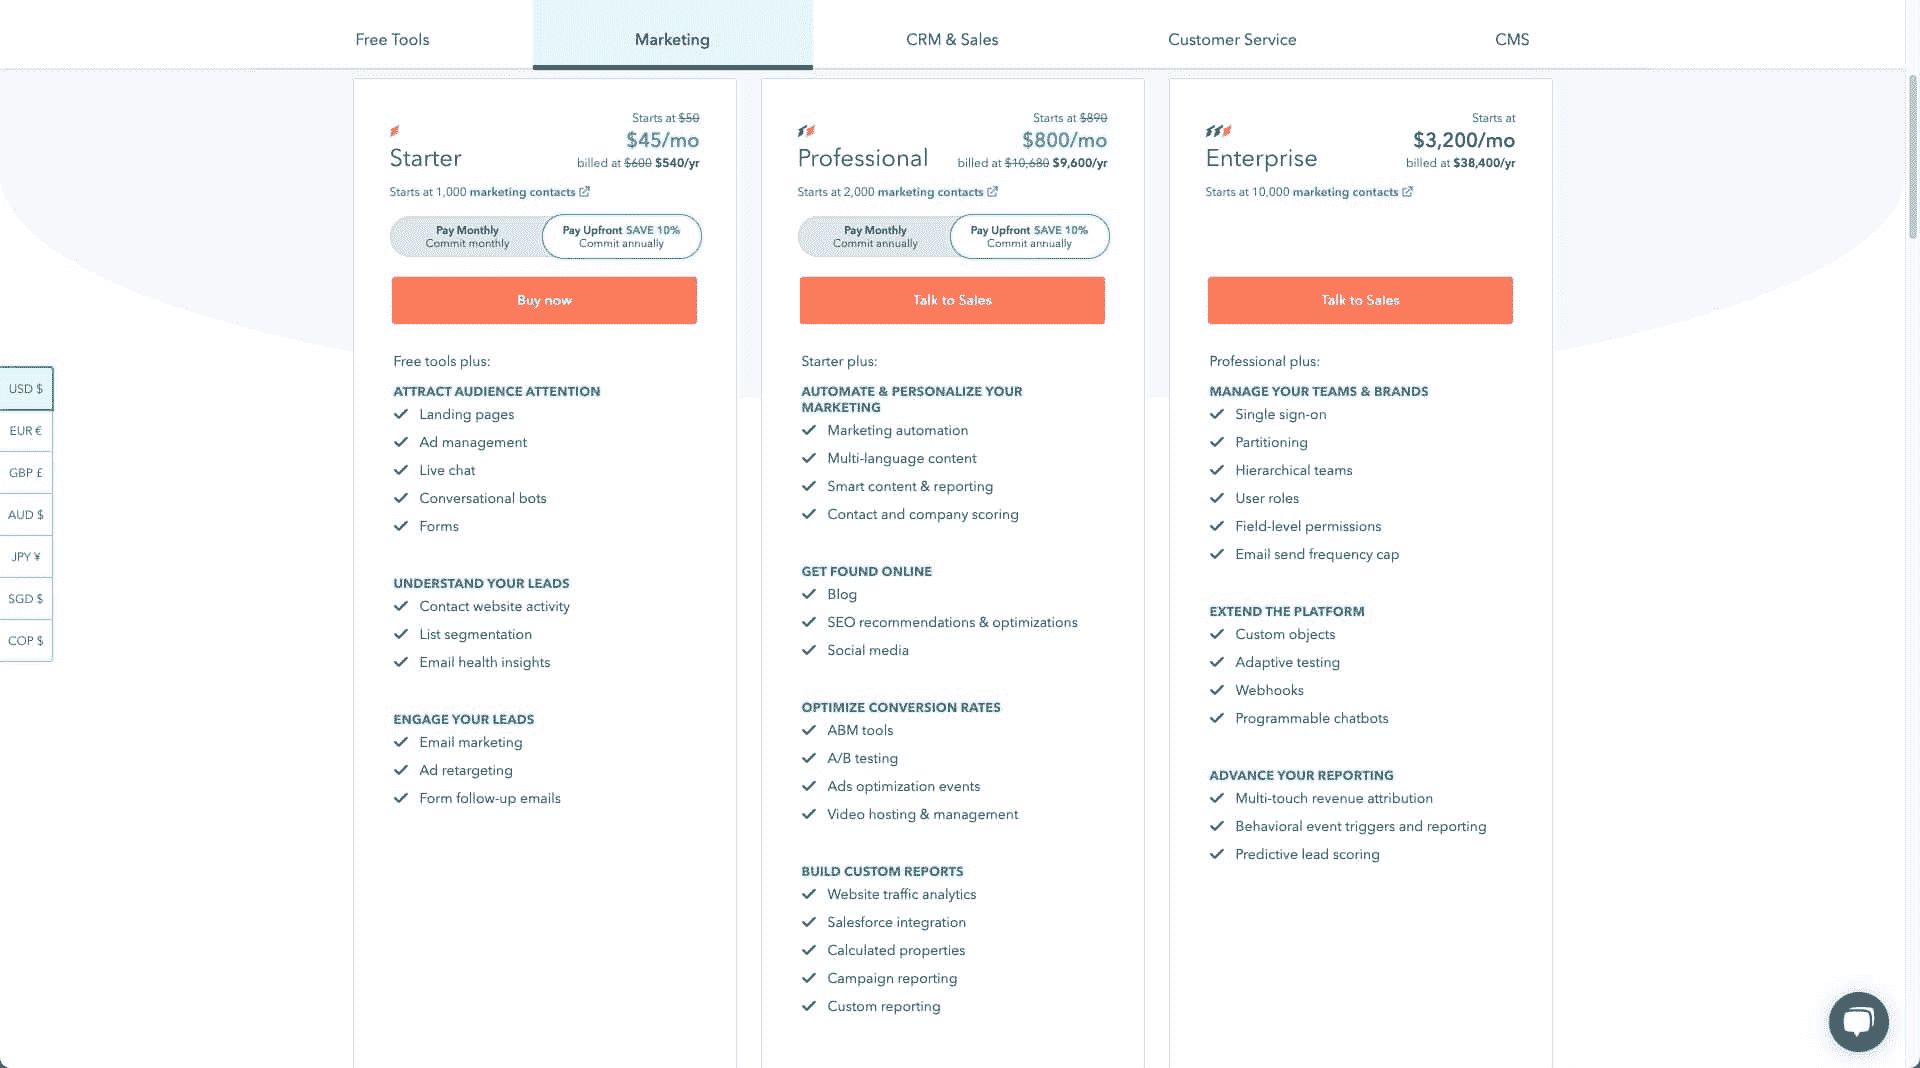 Free Tools
Marketing
CRM & Sales
Customer Service
CMS
Starts at $50
$45/mo
Starter
billed at $600 $540/yr
Starts at 1,000 marketing contacts
Pay Monthly
Commit monthly
Pay Upfront SAVE 10%
Commit annually
Buy now
Free tools plus:
ATTRACT AUDIENCE ATTENTION
Landing pages
Ad management
Live chat
Conversational bots
Forms
UNDERSTAND YOUR LEADS
Contact website activity
List segmentation
Email health insights
ENGAGE YOUR LEADS
Email marketing
Ad retargeting
Form follow-up emails
Starts at $890
$800/mo
Professional
billed at $10,680 $9,600/yr
Starts at 2,000 marketing contacts
Pay Monthly
Commit annually
Pay Upfront SAVE 10%
Commit annually
Talk to Sales
Starter plus:
AUTOMATE & PERSONALIZE YOUR
MARKETING
Marketing automation
Multi-language content
Smart content & reporting
Contact and company scoring
GET FOUND ONLINE
Blog
SEO recommendations & optimizations
Social media
OPTIMIZE CONVERSION RATES
ABM tools
A/B testing
Ads optimization events
Video hosting & management
BUILD CUSTOM REPORTS
Website traffic analytics
Salesforce integration
Calculated properties
Campaign reporting
Custom reporting
Starts at
$3,200/mo
Enterprise
billed at $38,400/yr
Starts at 10,000 marketing contacts
Talk to Sales
Professional plus:
MANAGE YOUR TEAMS & BRANDS
Single sign-on
Partitioning
Hierarchical teams
User roles
Field-level permissions
Email send frequency cap
EXTEND THE PLATFORM
Custom objects
Adaptive testing
Webhooks
Programmable chatbots
ADVANCE YOUR REPORTING
Multi-touch revenue attribution
Behavioral event triggers and reporting
Predictive lead scoring
USD $
EUR €
GBP £
AUD $
JPY ¥
SGD $
COP $